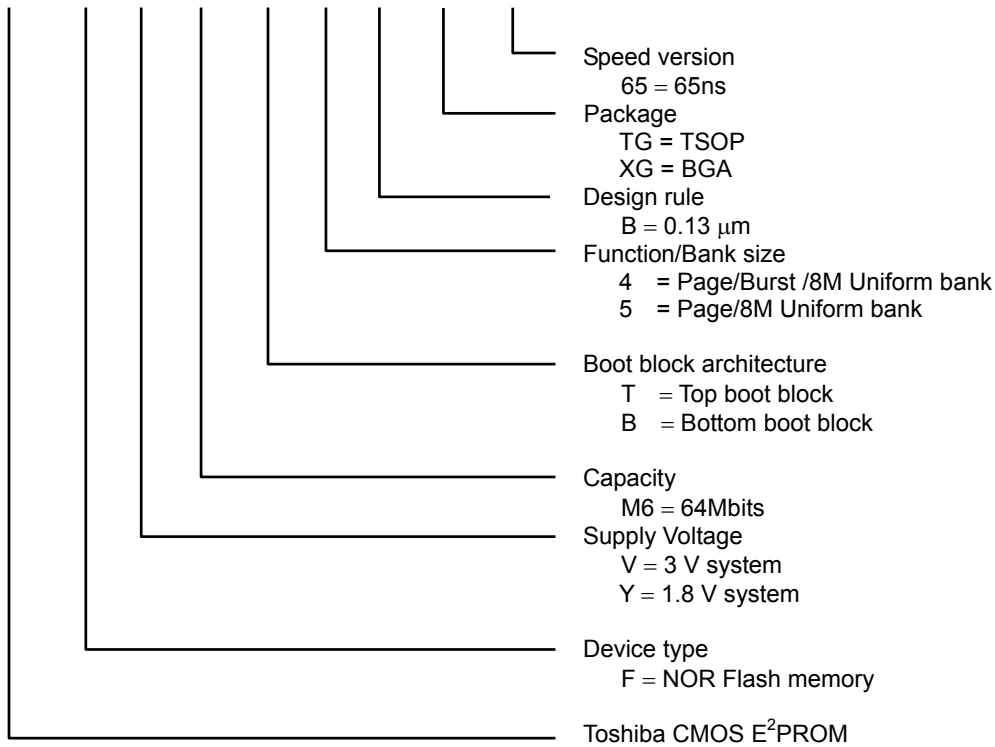 Speed version
65 = 65ns
Package
TG = TSOP
XG = BGA
Design rule
B = 0.13 μm
Function/Bank size
4 = Page/Burst /8M Uniform bank
5 = Page/8M Uniform bank
Boot block architecture
T = Top boot block
B = Bottom boot block
Capacity
M6 = 64Mbits
Supply Voltage
V = 3 V system
Y = 1.8 V system
Device type
F = NOR Flash memory
Toshiba CMOS E²PROM